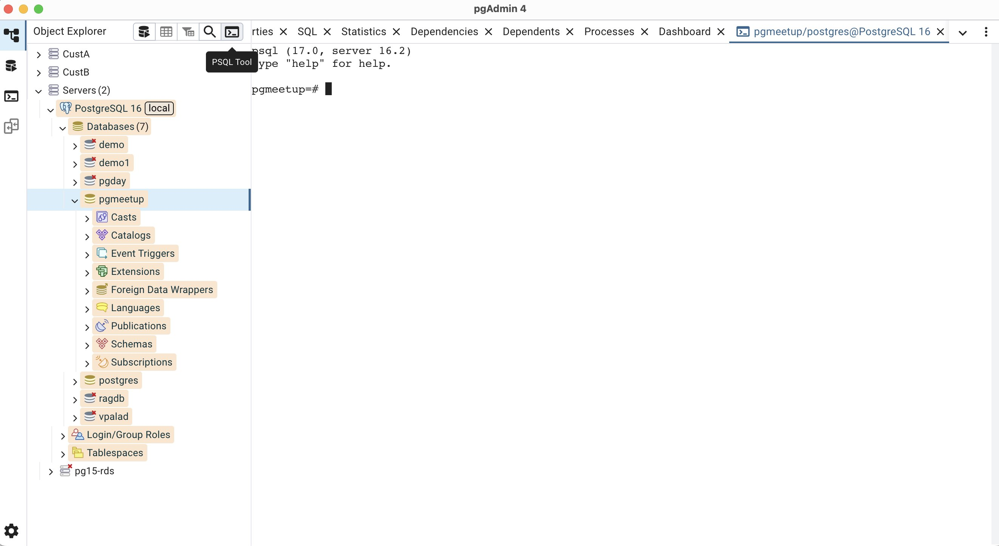 pgAdmin 4
Object Explorer
rties SQL Statistics Dependencies Dependents Processes Dashboard pgmeetup/postgres@PostgreSQL 16
PSQL Tool
CustA
CustB
Servers (2)
PostgreSQL 16 local
Databases (7)
demo
demo1
pgday
pgmeetup
Casts
Catalogs
Event Triggers
Extensions
Foreign Data Wrappers
Languages
Publications
Schemas
Subscriptions
postgres
ragdb
vpalad
Login/Group Roles
Tablespaces
pg15-rds
psql (17.0, server 16.2)
ype "help" for help.
pgmeetup=#